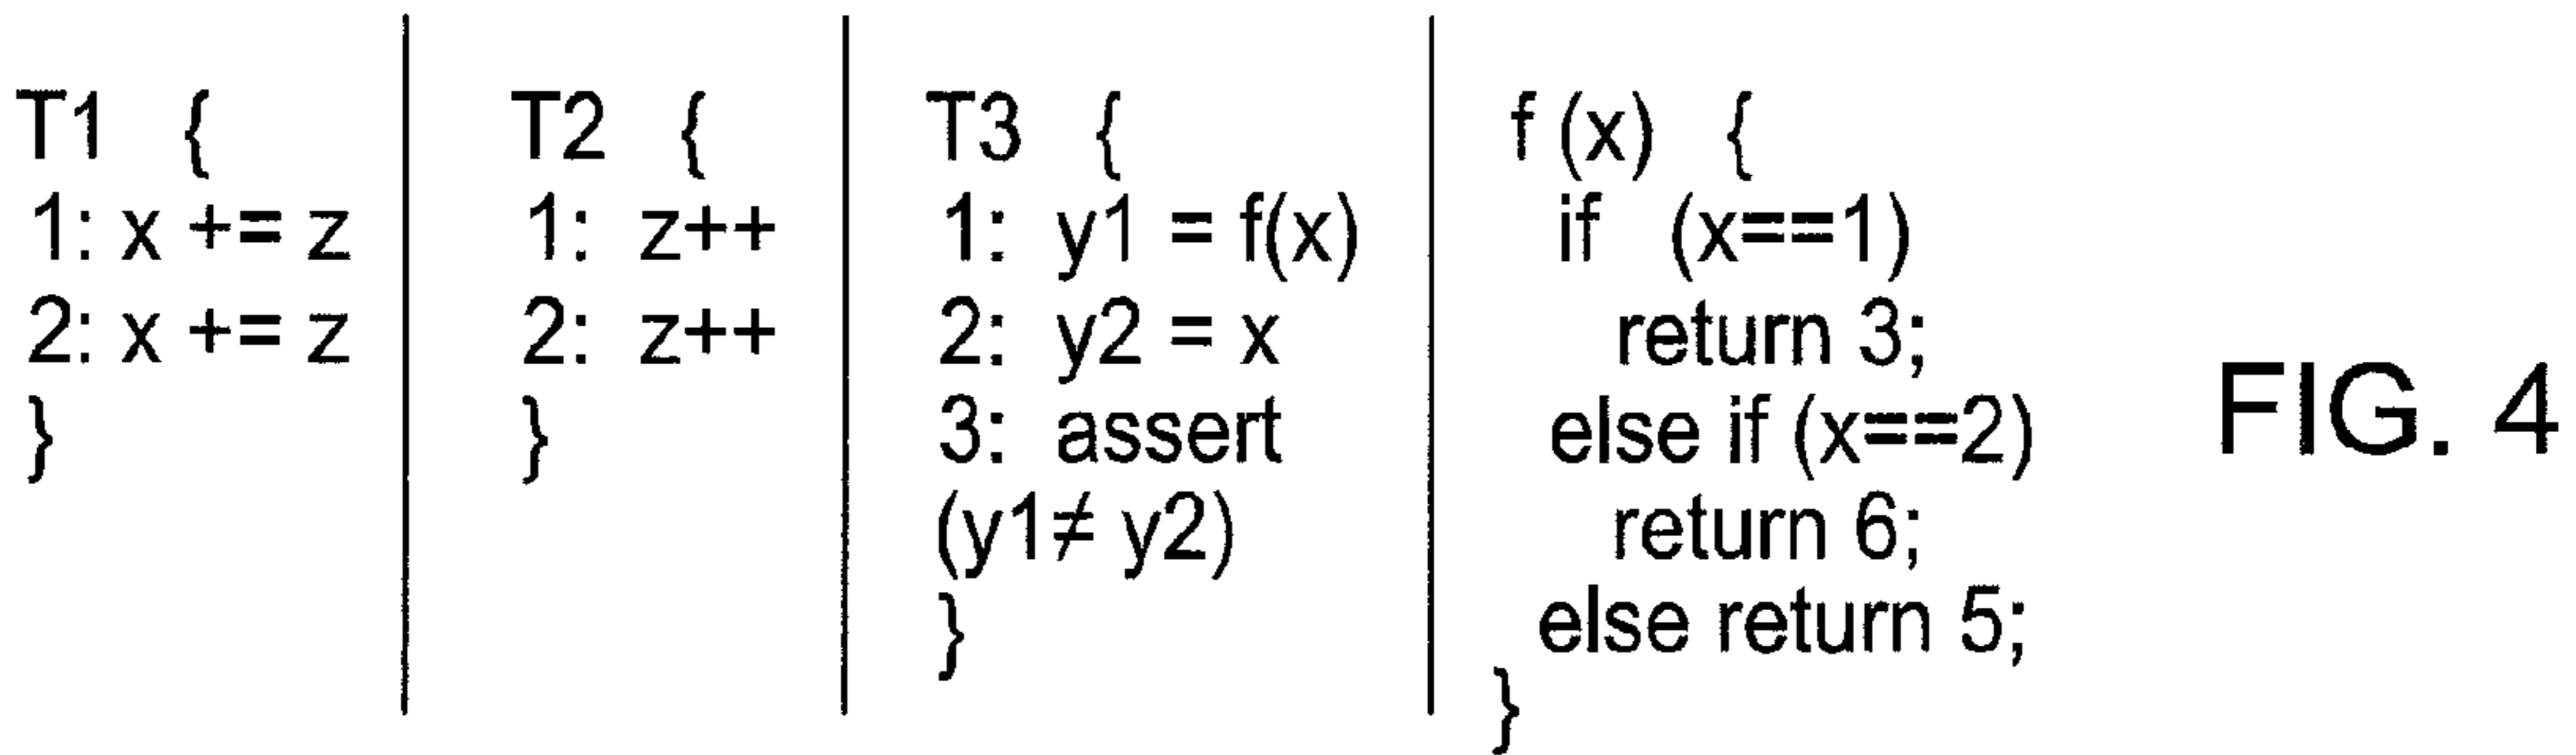 T1 {
1: x += z
2: x += z
}
T2 {
1: z++
2: z++
}
T3 {
1: y1 = f(x)
2: y2 = x
3: assert
(y1≠ y2)
}
f (x) {
if (x==1)
return 3;
else if (x==2)
return 6;
else return 5;
}
FIG. 4